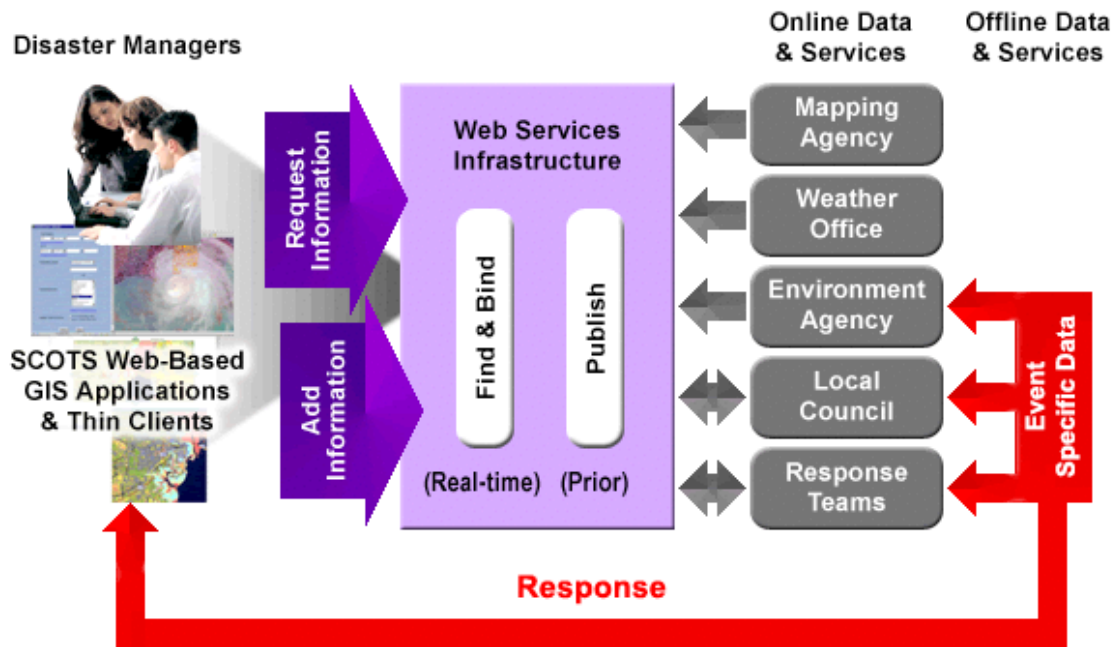 Disaster Managers
Online Data
& Services
Offline Data
& Services
Request
Information
Add
Information
SCOTS Web-Based
GIS Applications
& Thin Clients
Web Services
Infrastructure
Find & Bind
Publish
(Real-time)
(Prior)
Mapping
Agency
Weather
Office
Environment
Agency
Local
Council
Response
Teams
Event
Specific Data
Response